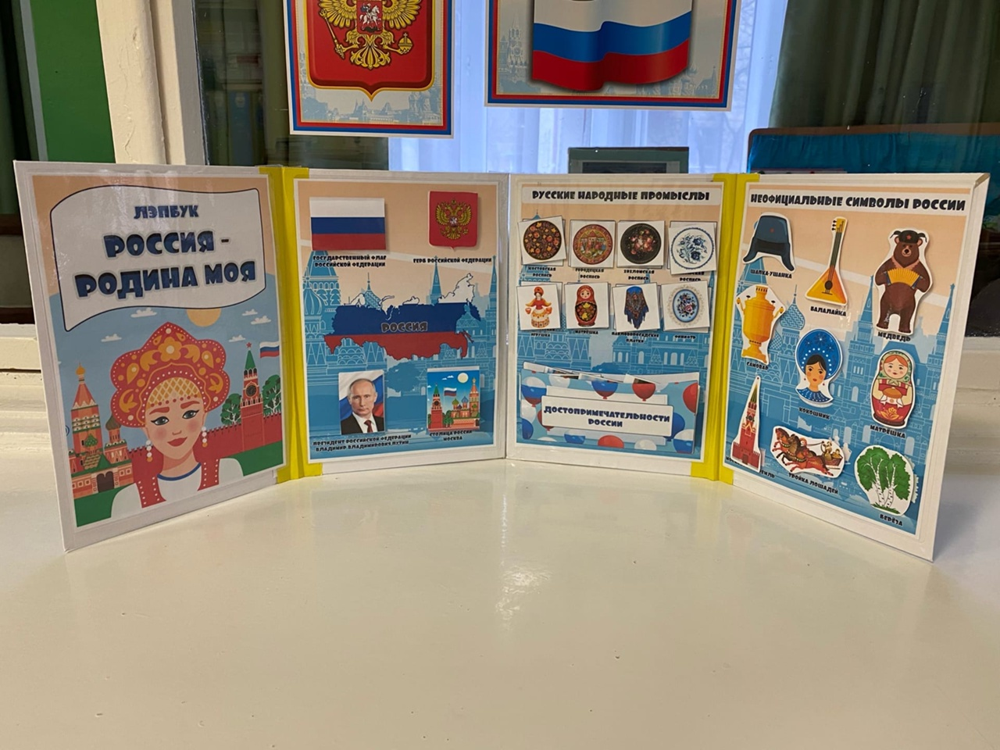 ЛЭПБУК
РОССИЯ -
РОДИНА МОЯ
ГОСУДАРСТВЕННЫЙ ФЛАГ
РОССИЙСКОЙ ФЕДЕРАЦИИ
ГЕРБ РОССИЙСКОЙ ФЕДЕРАЦИИ
РОССИЯ
ПРЕЗИДЕНТ РОССИЙСКОЙ ФЕДЕРАЦИИ
ВЛАДИМИР ВЛАДИМИРОВИЧ ПУТИН
СТОЛИЦА РОССИИ
МОСКВА
РУССКИЕ НАРОДНЫЕ ПРОМЫСЛЫ
ЖОСТОВСКАЯ
РОСПИСЬ
ГОРОДЕЦКАЯ
РОСПИСЬ
РОСПИСЬ
РОСПИСЬ
МАТРЁШКА
ПАВЛОВОПОСАДСКИЕ
ПЛАТКИ
ДОСТОПРИМЕЧАТЕЛЬНОСТИ
РОССИИ
НЕОФИЦИАЛЬНЫЕ СИМВОЛЫ РОССИИ
ШАПКА-УШАНКА
БАЛАЛАЙКА
МЕДВЕДЬ
САМОВАР
КОКОШНИК
МАТРЁШКА
ТРОЙКА ЛОШАДЕЙ
БЕРЁЗА